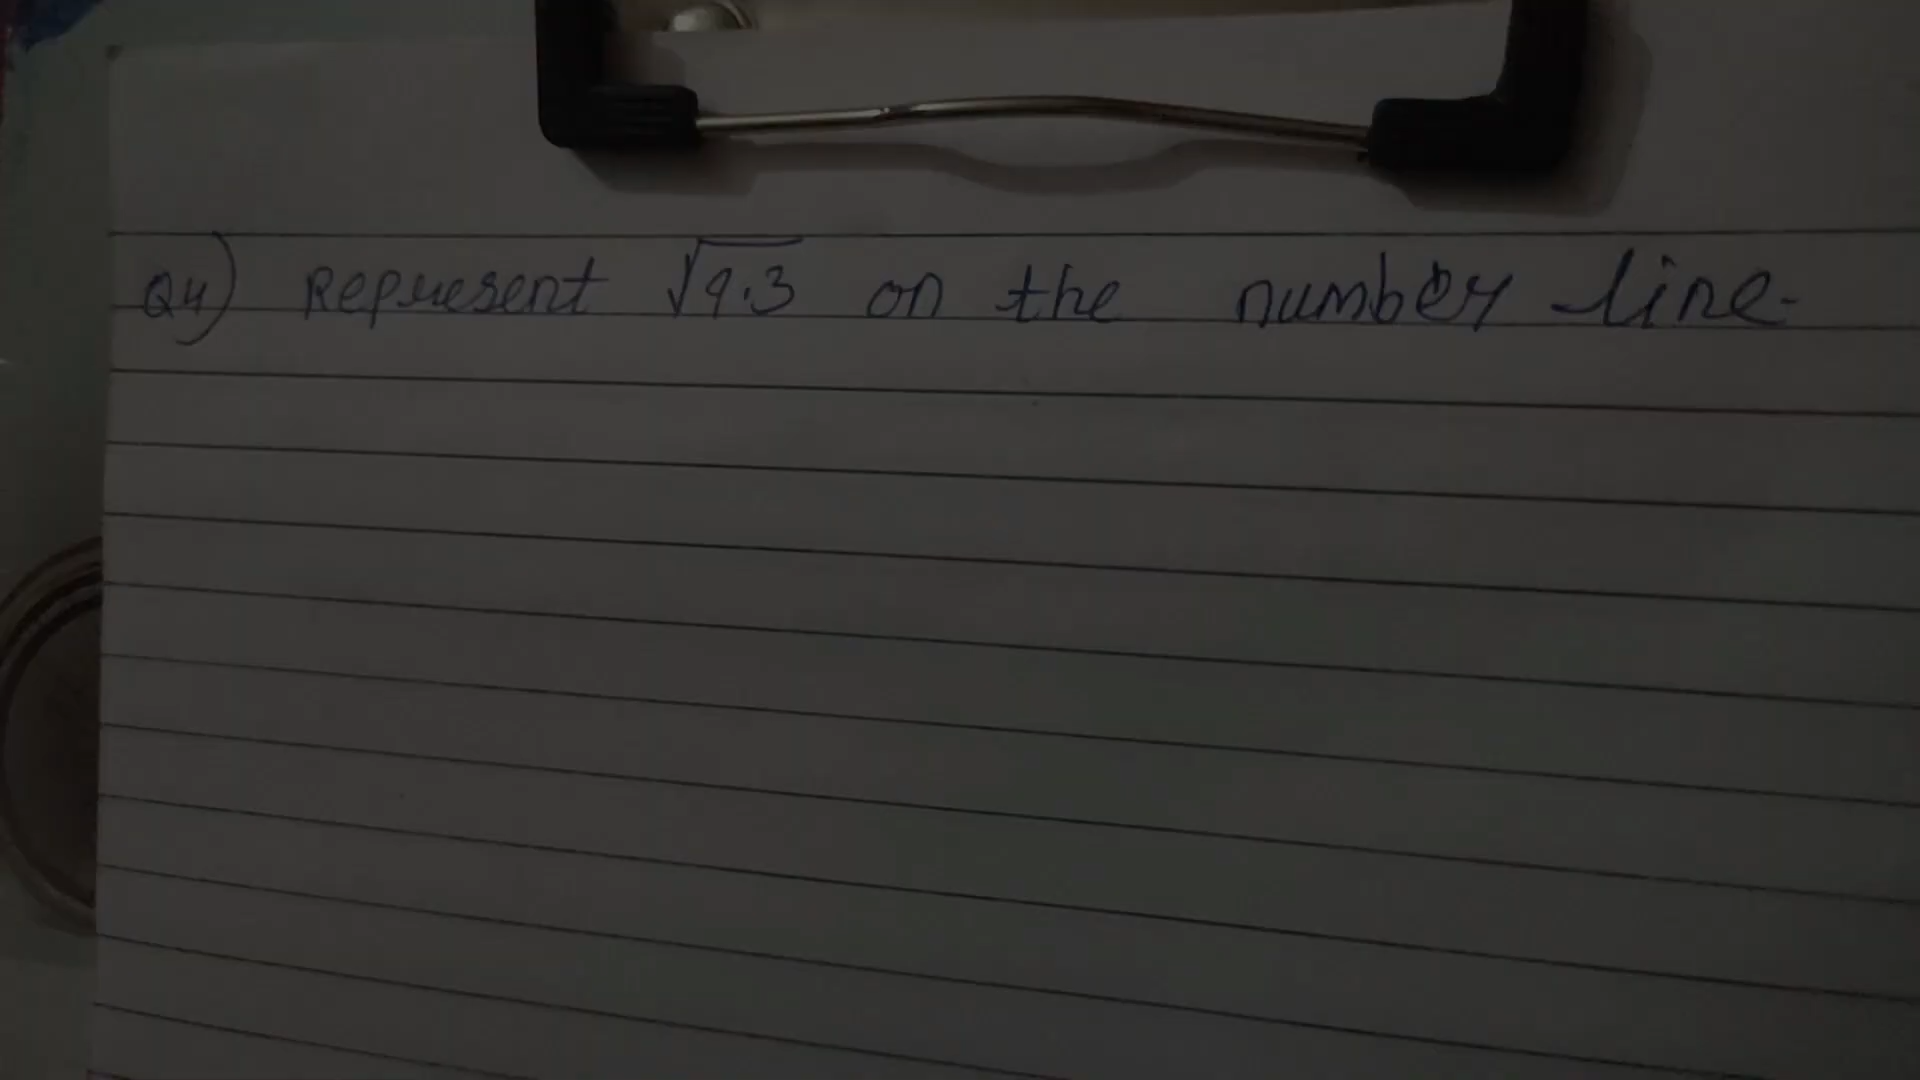 Q4) Represent √9.3 on the number line.